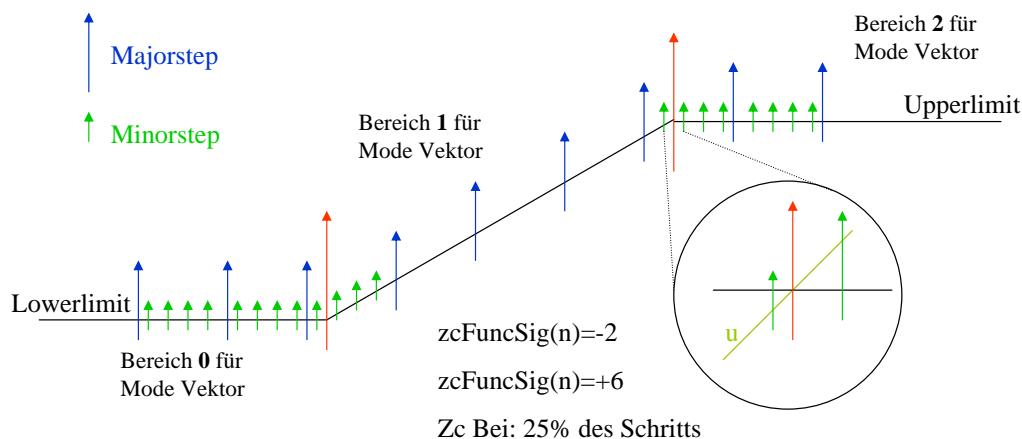 Majorstep
Minorstep
Bereich 2 für
Mode Vektor
Upperlimit
Bereich 1 für
Mode Vektor
Lowerlimit
Bereich 0 für
Mode Vektor
zcFuncSig(n)=-2
zcFuncSig(n)=+6
Zc Bei: 25% des Schritts
u